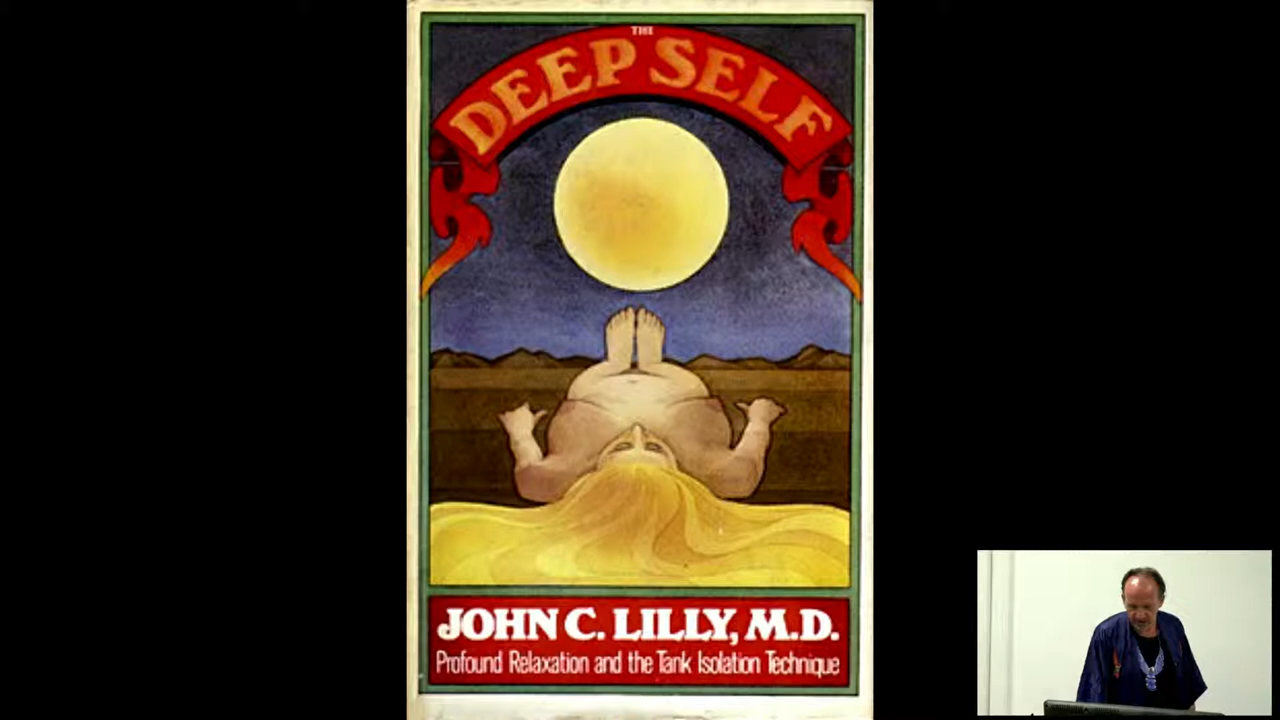 THE
DEEP SELF
JOHN C. LILLY, M.D.
Profound Relaxation and the Tank Isolation Technique